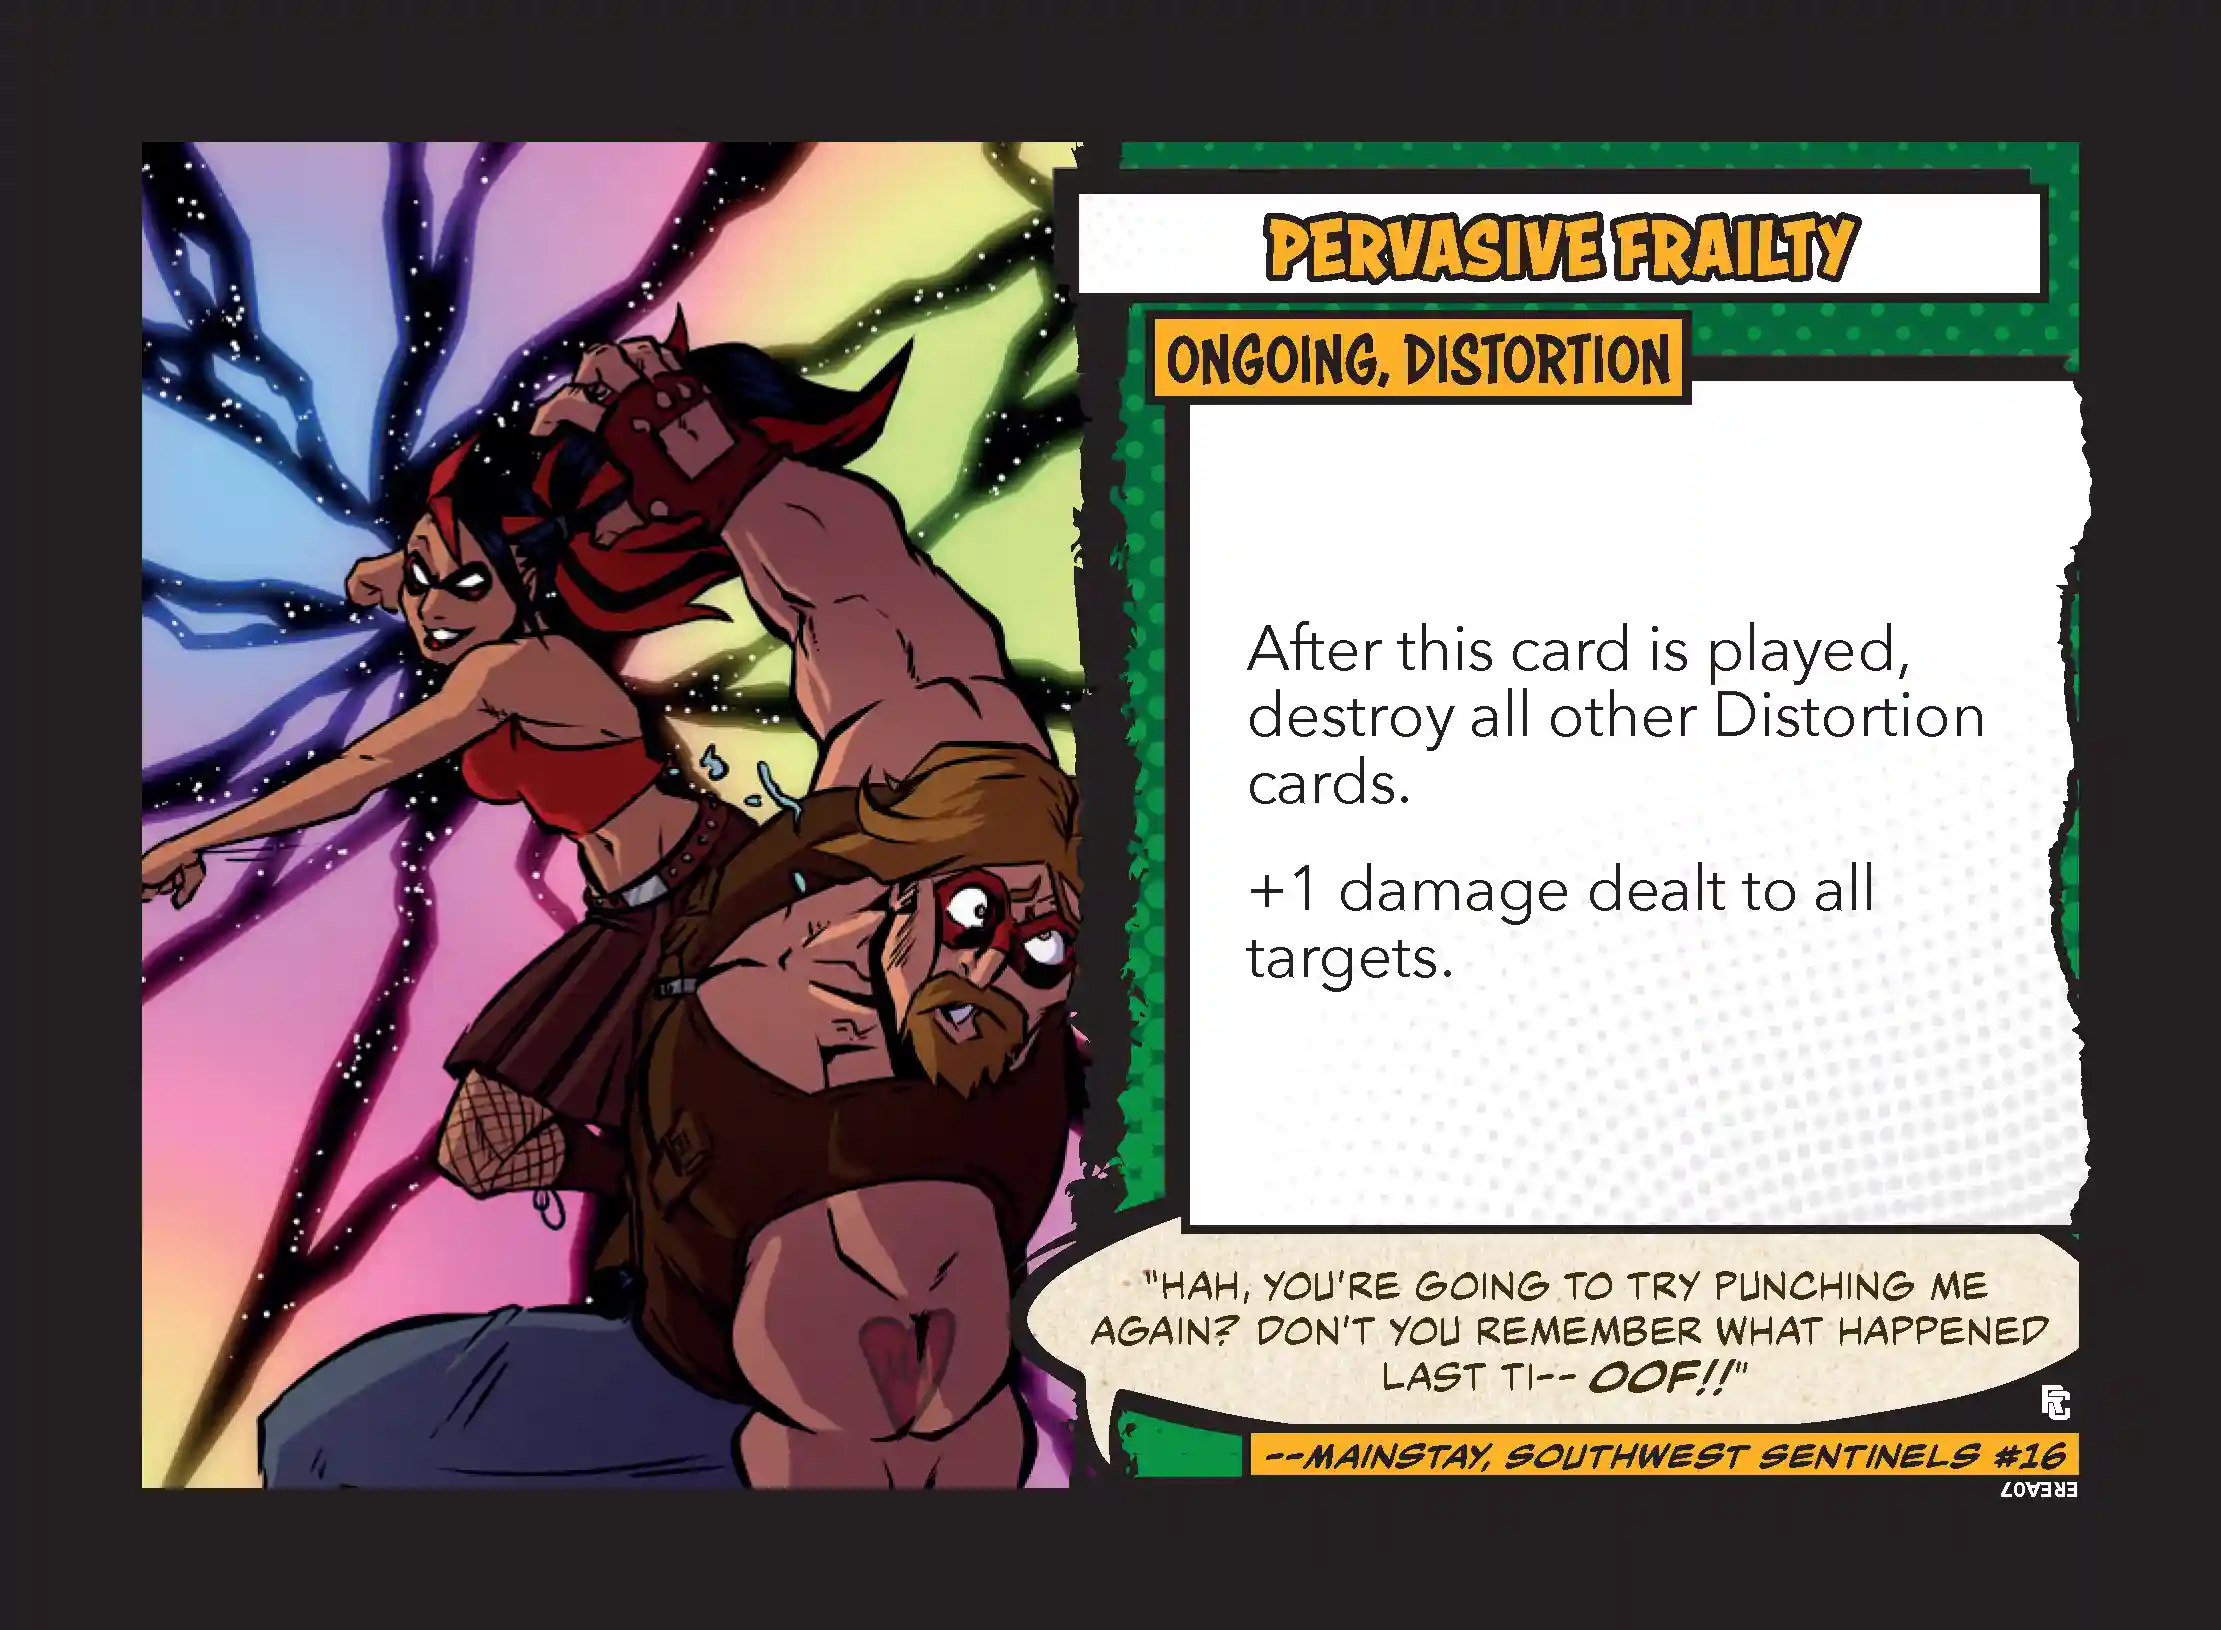 PERVASIVE FRAILTY
ONGOING, DISTORTION
After this card is played,
destroy all other Distortion
cards.
+1 damage dealt to all
targets.
"HAH, YOU'RE GOING TO TRY PUNCHING ME
AGAIN? DON'T YOU REMEMBER WHAT HAPPENED
LAST TI-- OOF!!"
--MAINSTAY, SOUTHWEST SENTINELS #16
EREA07